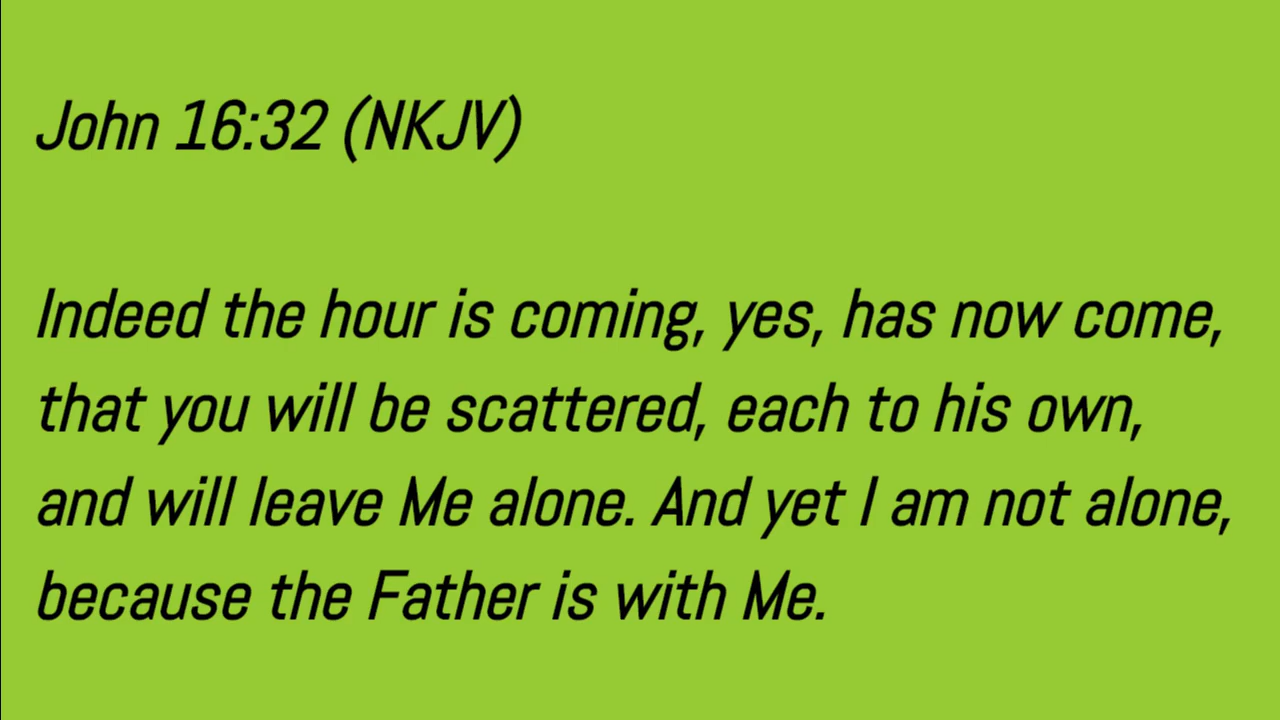 John 16:32 (NKJV)
Indeed the hour is coming, yes, has now come,
that you will be scattered, each to his own,
and will leave Me alone. And yet I am not alone,
because the Father is with Me.